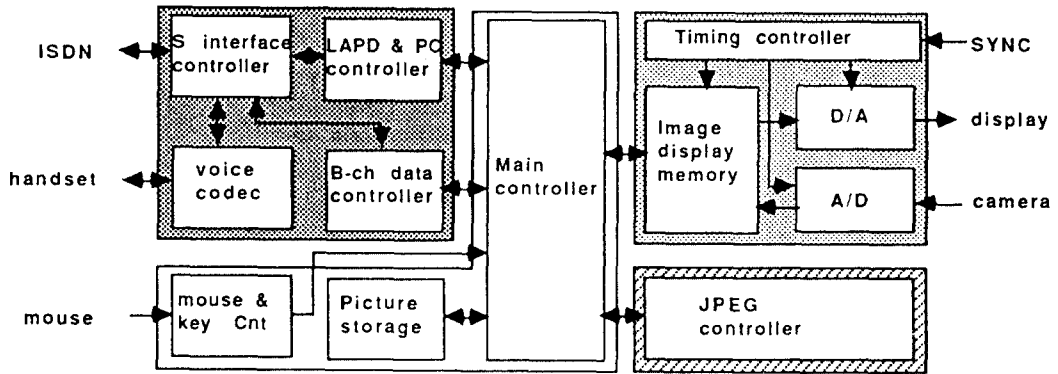 ISDN
S interface
controller
LAPD & PC
controller
handset
voice
codec
B-ch data
controller
mouse
mouse &
key Cnt
Picture
storage
Main
controller
Timing controller
SYNC
Image
display
memory
D/A
display
A/D
camera
JPEG
controller